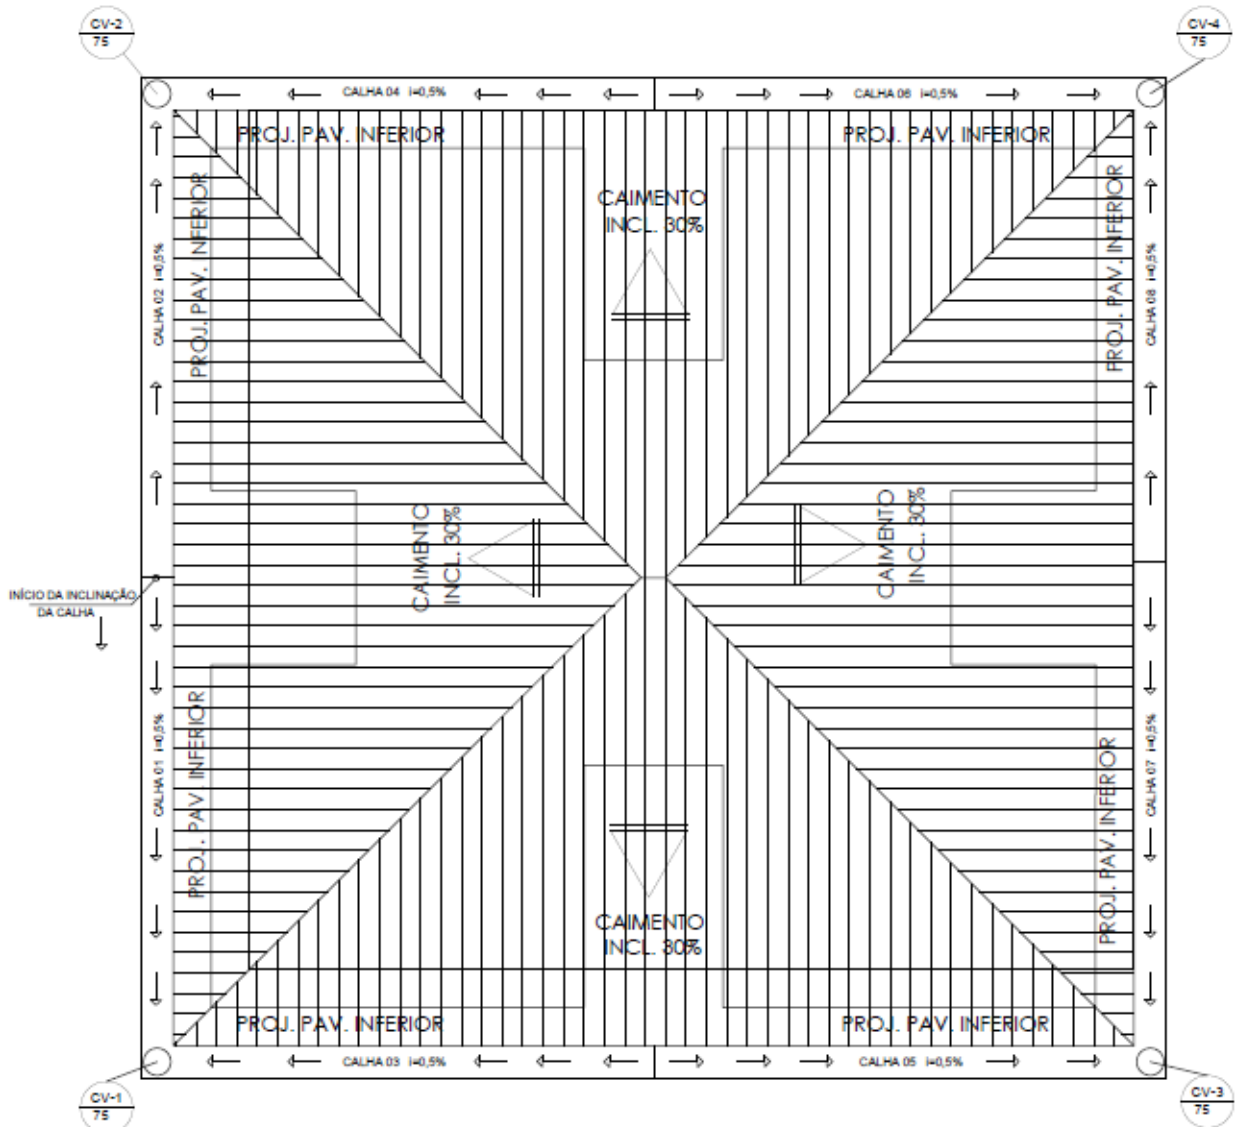 CV-2
75
CV-4
75
CALHA 04 i=0,5%
CALHA 06 i=0,5%
PROJ. PAV. INFERIOR
PROJ. PAV. INFERIOR
CAIMENTO
INCL. 30%
PROJ. PAV. INFERIOR
CALHA 02 i=0,5%
PROJ. PAV. INFERIOR
CALHA 08 i=0,5%
CAIMENTO
INCL. 30%
CAIMENTO
INCL. 30%
INÍCIO DA INCLINAÇÃO
DA CALHA
CALHA 01 i=0,5%
PROJ. PAV. INFERIOR
PROJ. PAV. INFERIOR
CALHA 07 i=0,5%
CAIMENTO
INCL. 30%
PROJ. PAV. INFERIOR
PROJ. PAV. INFERIOR
CALHA 03 i=0,5%
CALHA 05 i=0,5%
CV-1
75
CV-3
75